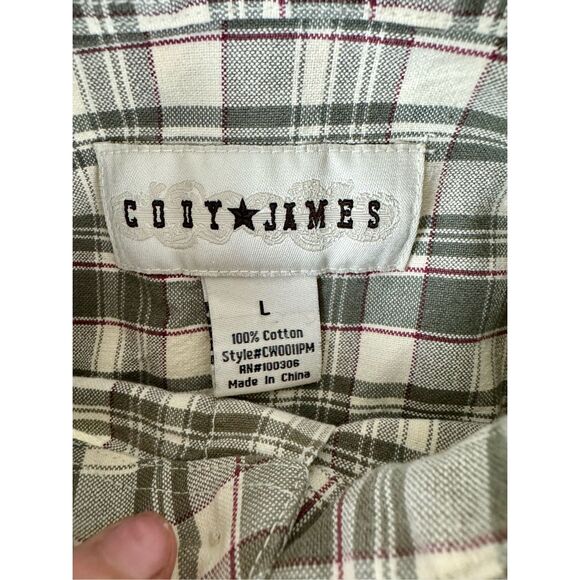 CODY★JAMES
L
100% Cotton
Style#CW0011PM
RN#100306
Made In China